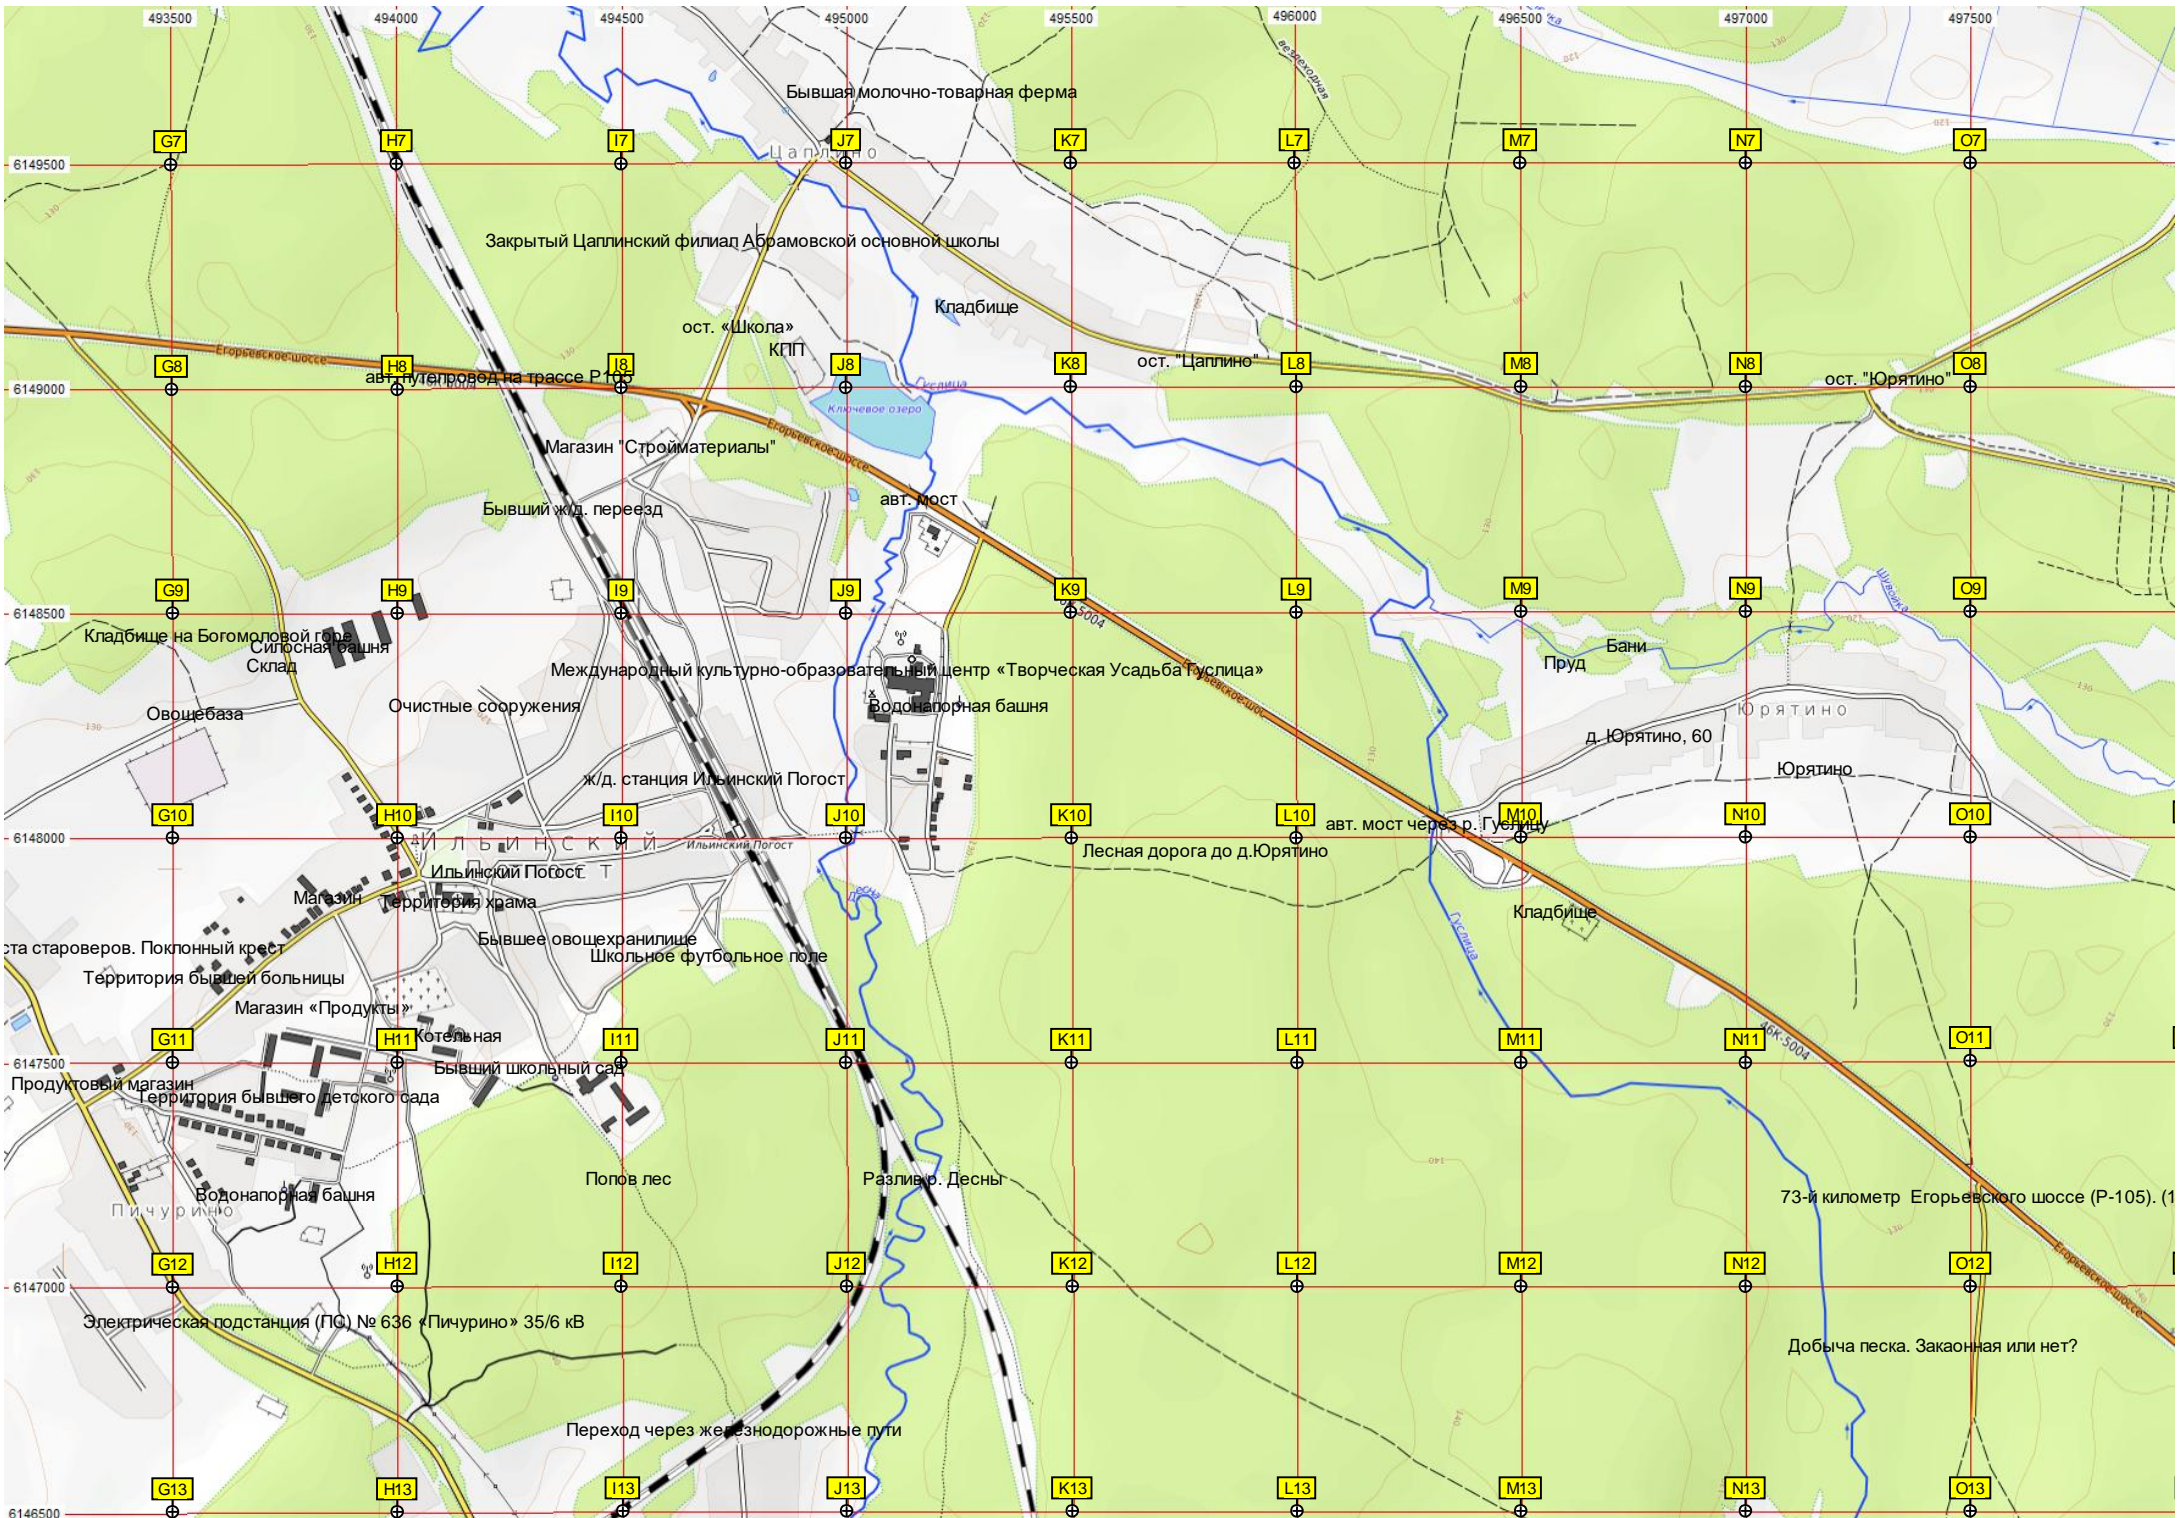 493500 494000 494500 495000 495500 496000 496500 497000 497500
вездеходная
Бывшая молочно-товарная ферма
G7 H7 I7 J7 K7 L7 M7 N7 O7
Цаплино
6149500
Закрытый Цаплинский филиал Абрамовской основной школы
Кладбище
ост. «Школа»
КПП
Егорьевское шоссе
ост. "Цаплино"
G8 H8 I8 J8 K8 L8 M8 N8 O8
авт. путепровод на трассе Р105
ост. "Юрятино"
6149000
Гуслица
Ключевое озеро
Егорьевское шоссе
Магазин "Стройматериалы"
авт. мост
Бывший ж/д. переезд
G9 H9 I9 J9 K9 L9 M9 N9 O9
Шувойка
6148500
Кладбище на Богомоловой горе
Силосная башня
Склад
Бани
Пруд
Международный культурно-образовательный центр «Творческая Усадьба Гуслица»
Егорьевское шос
Очистные сооружения
Водонапорная башня
Овощебаза
Юрятино
д. Юрятино, 60
Юрятино
ж/д. станция Ильинский Погост
G10 H10 I10 J10 K10 L10 M10 N10 O10
авт. мост через р. Гуслицу
6148000
Ильинский Погост
Ильинский Погост
Лесная дорога до д.Юрятино
Ильинский Погост
Десна
Магазин
Территория храма
Кладбище
Гуслица
Бывшее овощехранилище
ста староверов. Поклонный крест
Школьное футбольное поле
Территория бывшей больницы
Магазин «Продукты»
46К-5004
G11 H11 I11 J11 K11 L11 M11 N11 O11
Котельная
6147500
Бывший школьный сад
Продуктовый магазин
Территория бывшего детского сада
Попов лес
Разлив р. Десны
Водонапорная башня
73-й километр Егорьевского шоссе (Р-105). (1
Пичурино
Егорьевское шоссе
G12 H12 I12 J12 K12 L12 M12 N12 O12
6147000
Электрическая подстанция (ПС) № 636 «Пичурино» 35/6 кВ
Добыча песка. Закаонная или нет?
Переход через железнодорожные пути
G13 H13 I13 J13 K13 L13 M13 N13 O13
6146500